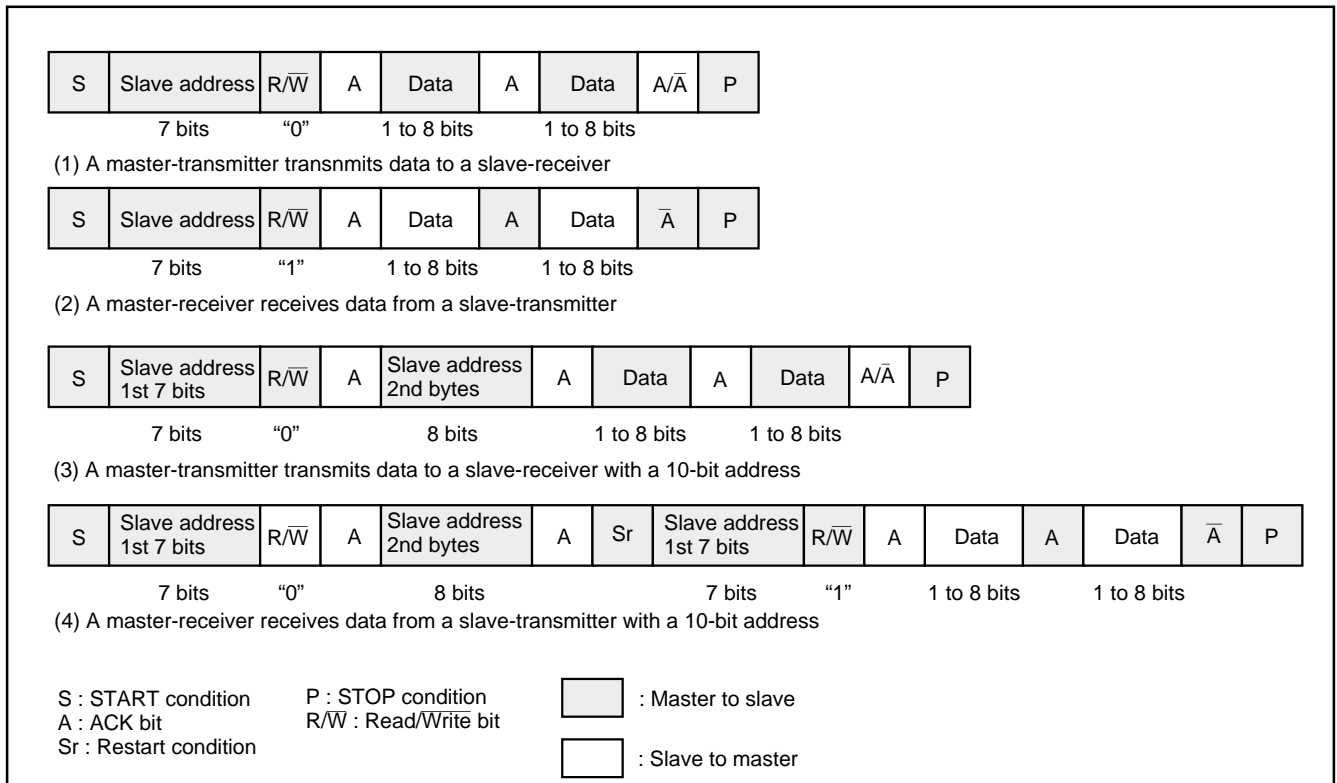 S Slave address R/W̅ A Data A Data A/A̅ P
7 bits “0” 1 to 8 bits 1 to 8 bits
(1) A master-transmitter transnmits data to a slave-receiver
S Slave address R/W̅ A Data A Data A̅ P
7 bits “1” 1 to 8 bits 1 to 8 bits
(2) A master-receiver receives data from a slave-transmitter
S Slave address 1st 7 bits R/W̅ A Slave address 2nd bytes A Data A Data A/A̅ P
7 bits “0” 8 bits 1 to 8 bits 1 to 8 bits
(3) A master-transmitter transmits data to a slave-receiver with a 10-bit address
S Slave address 1st 7 bits R/W̅ A Slave address 2nd bytes A Sr Slave address 1st 7 bits R/W̅ A Data A Data A̅ P
7 bits “0” 8 bits 7 bits “1” 1 to 8 bits 1 to 8 bits
(4) A master-receiver receives data from a slave-transmitter with a 10-bit address
S : START condition
A : ACK bit
Sr : Restart condition
P : STOP condition
R/W̅ : Read/W̅r̅i̅t̅e̅ bit
: Master to slave
: Slave to master